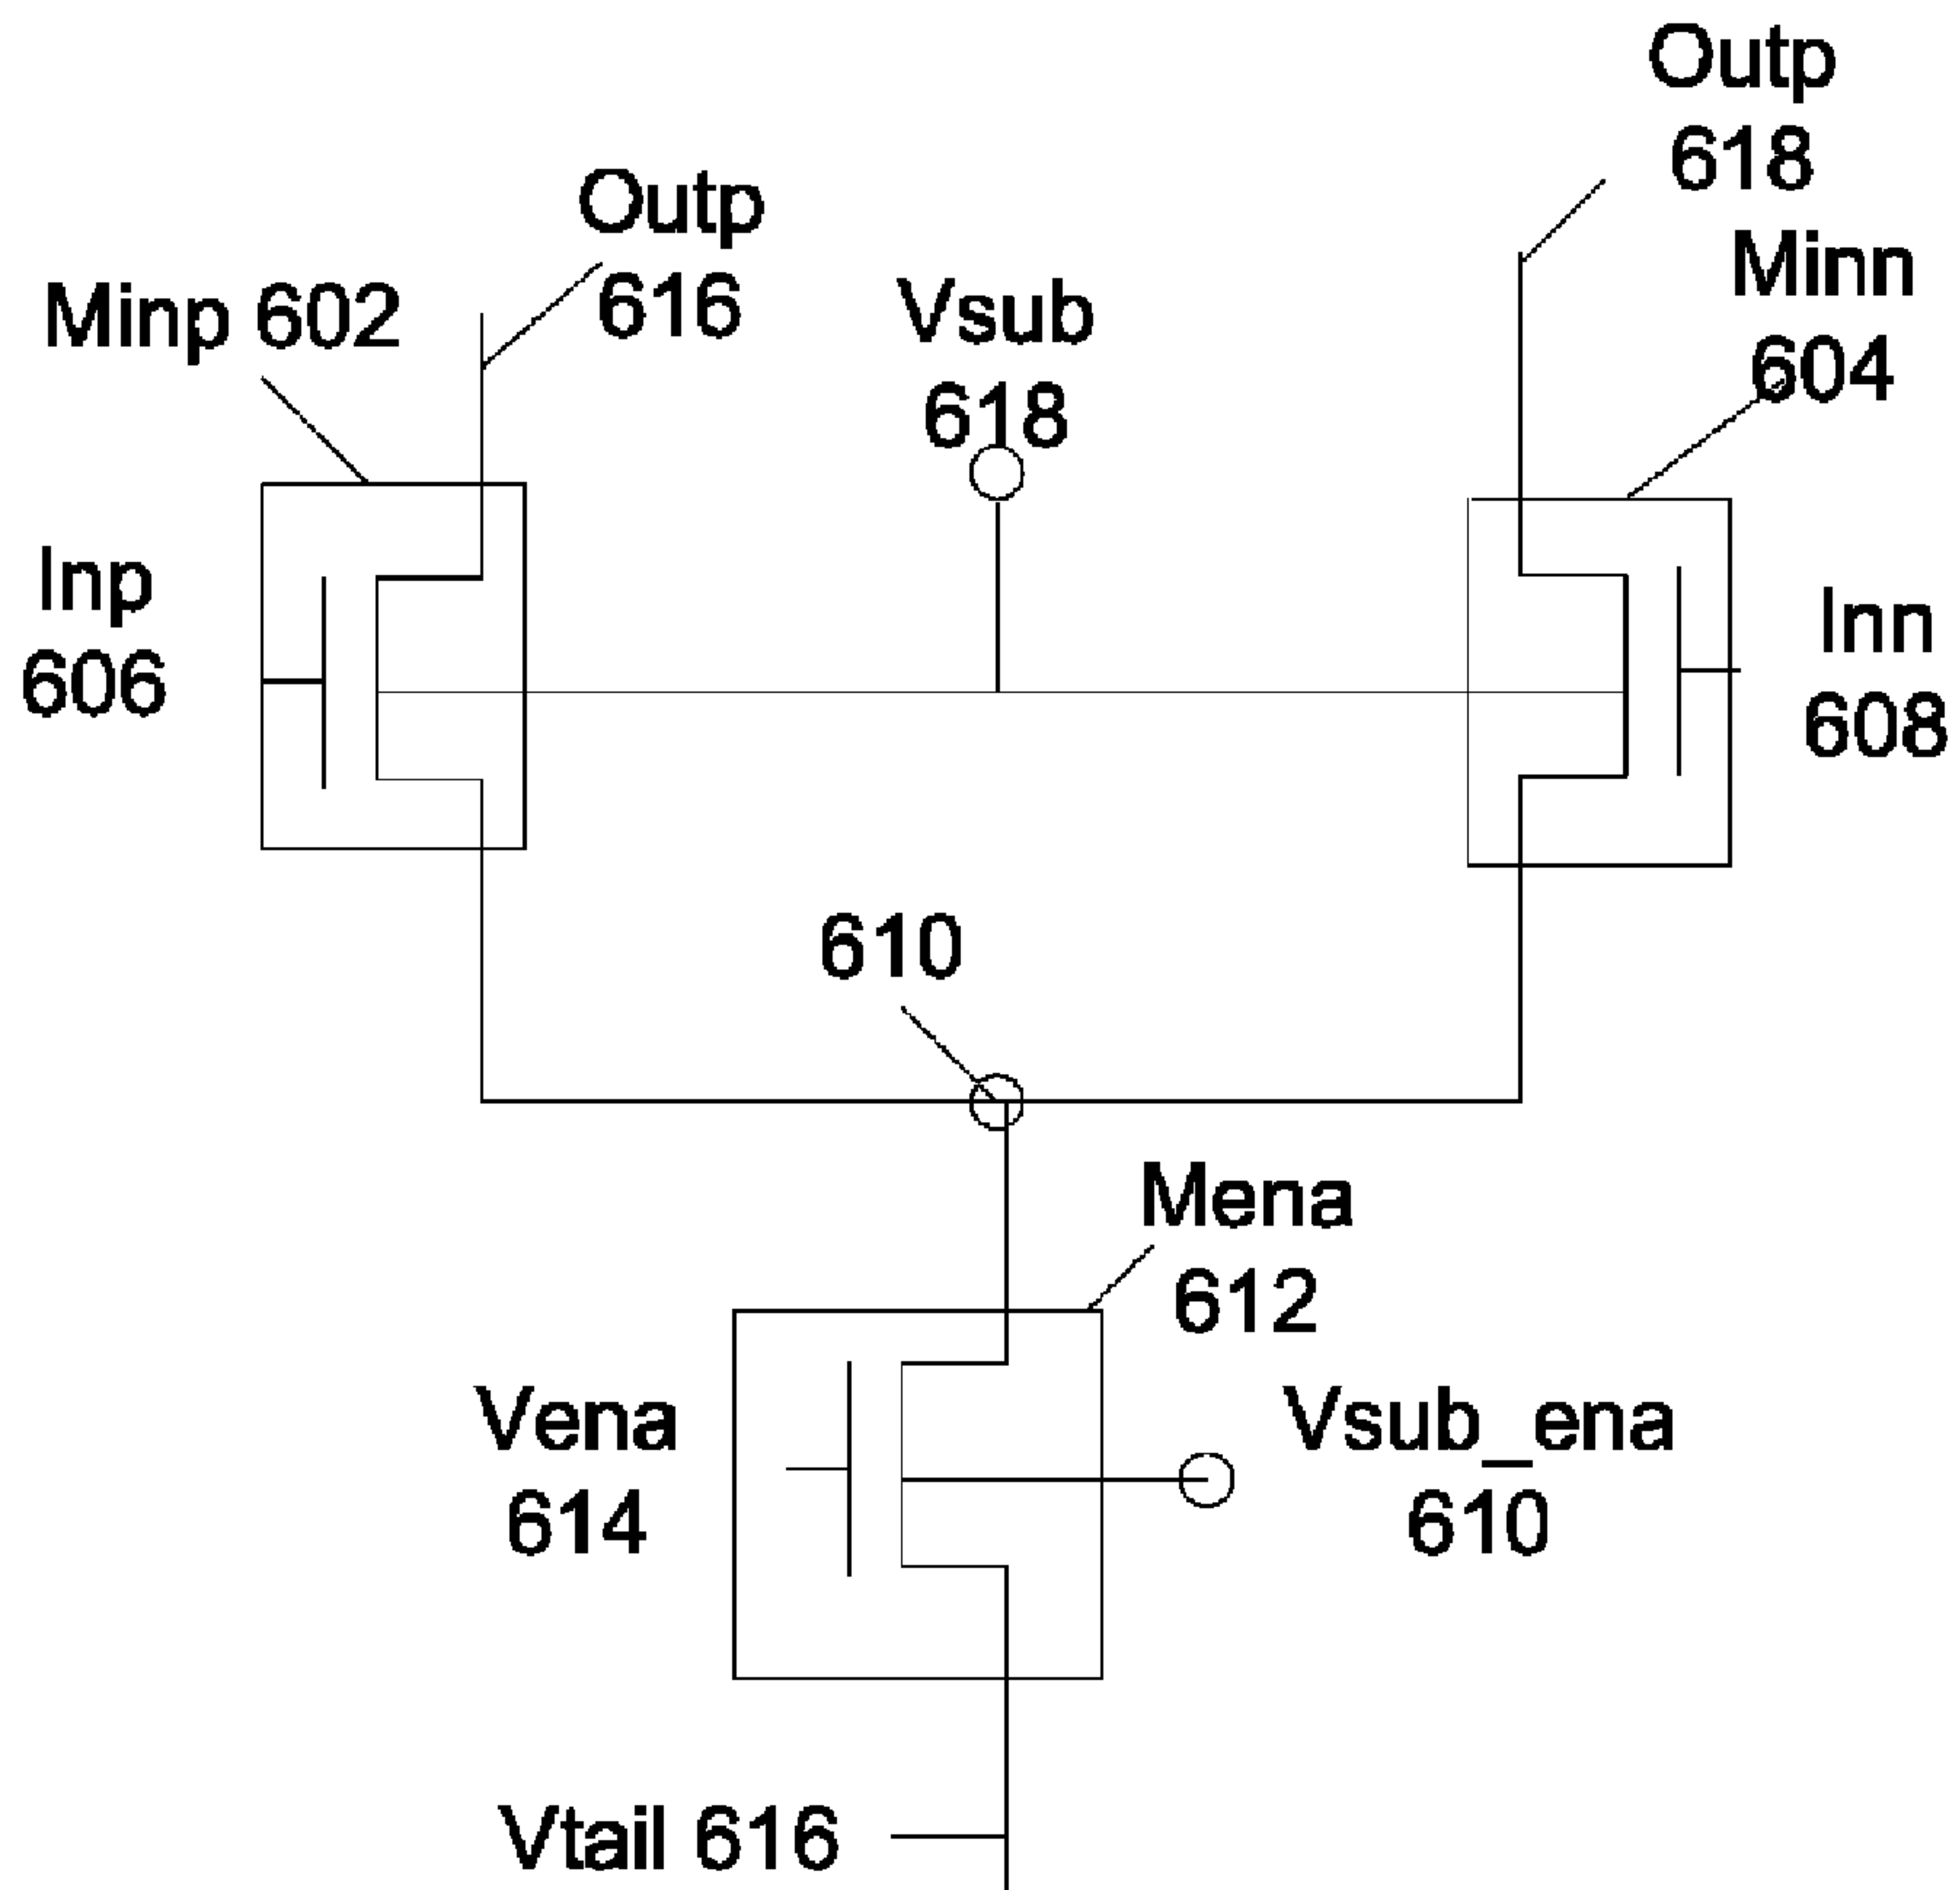 Outp
618
Outp
616
Minp 602
Vsub
618
Minn
604
Inp
606
Inn
608
610
Mena
612
Vena
614
Vsub_ena
610
Vtail 616